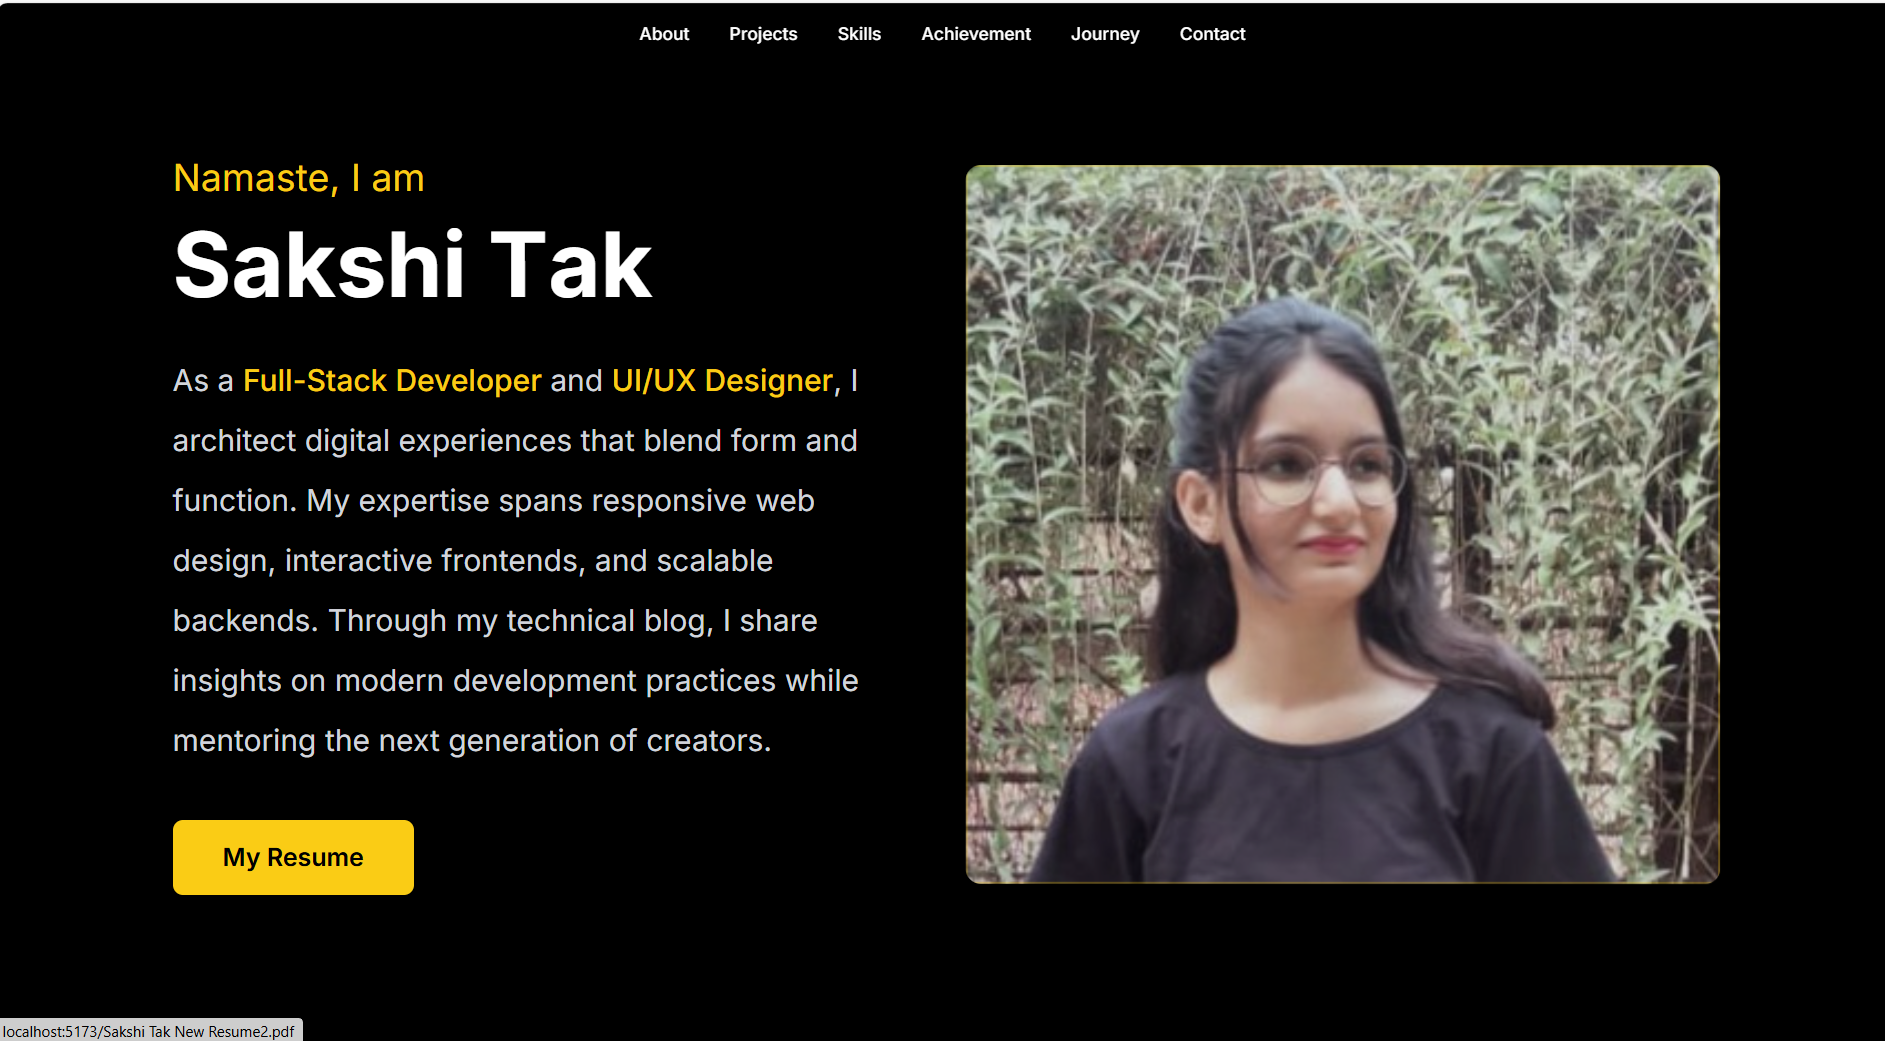 About Projects Skills Achievement Journey Contact
Namaste, I am
Sakshi Tak
As a Full-Stack Developer and UI/UX Designer, I
architect digital experiences that blend form and
function. My expertise spans responsive web
design, interactive frontends, and scalable
backends. Through my technical blog, I share
insights on modern development practices while
mentoring the next generation of creators.
My Resume
localhost:5173/Sakshi Tak New Resume2.pdf